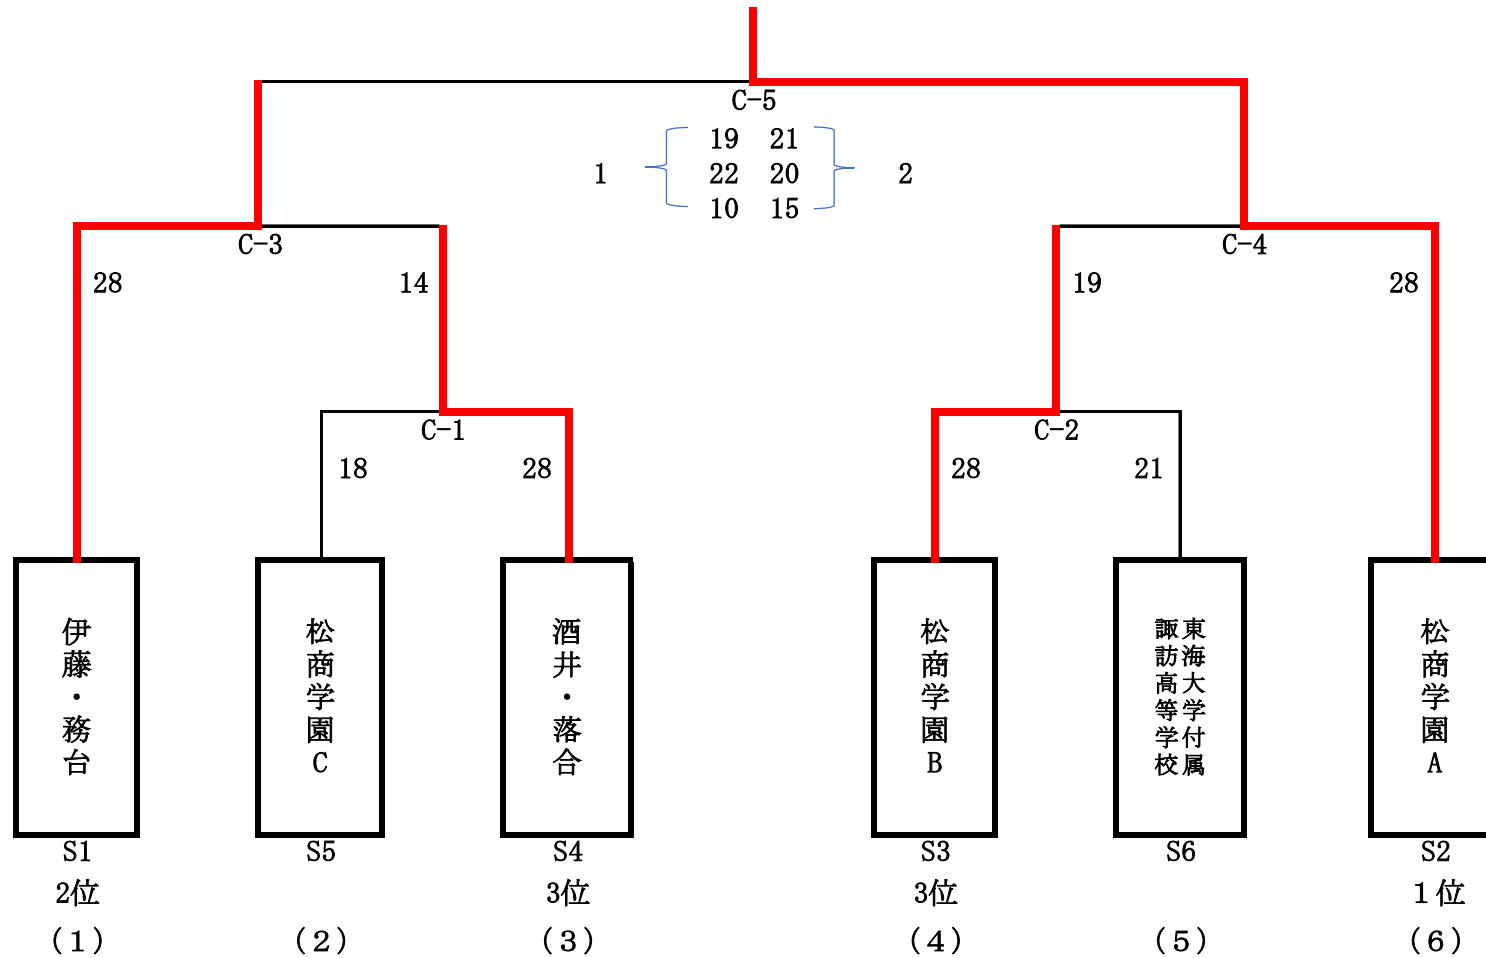 C-5
19 21
1 22 20 2
10 15
C-3 C-4
28 14 19 28
C-1 C-2
18 28 28 21
伊藤・務台
松商学園C
酒井・落合
松商学園B
東海大学付属
諏訪高等学校
松商学園A
S1 S5 S4 S3 S6 S2
2位 3位 3位 1位
(1) (2) (3) (4) (5) (6)